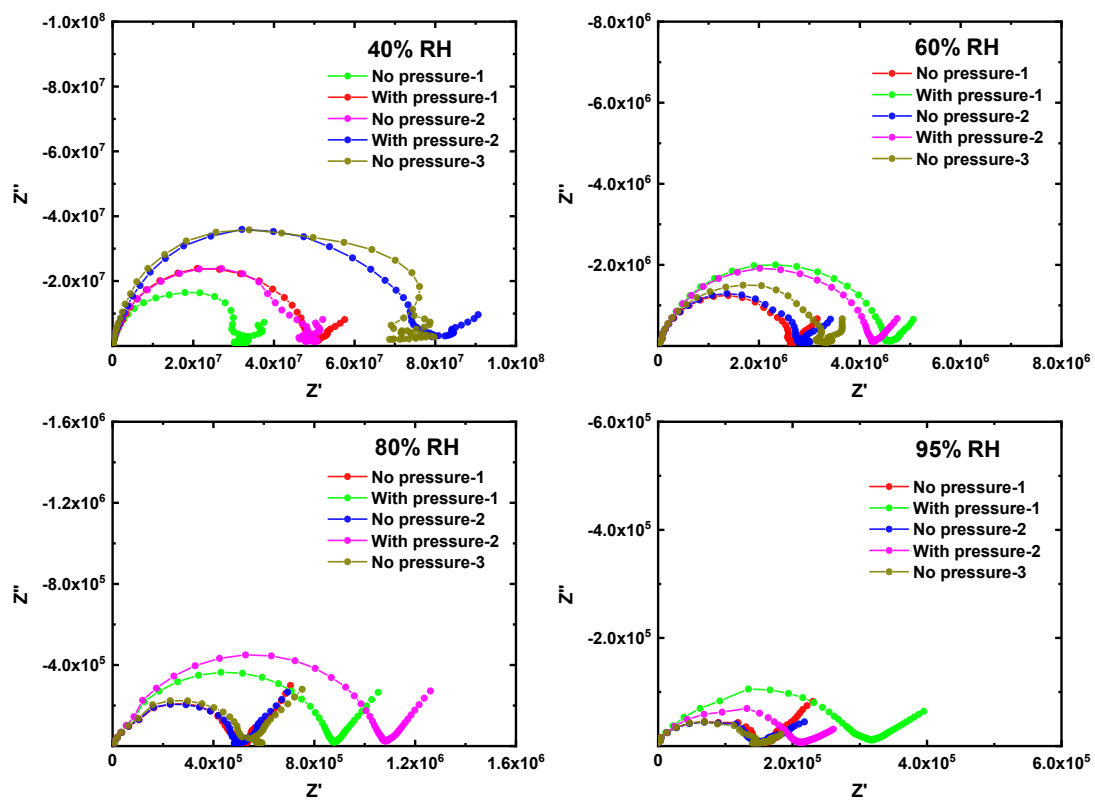 40% RH
No pressure-1
With pressure-1
No pressure-2
With pressure-2
No pressure-3
-1.0x10⁸
-8.0x10⁷
-6.0x10⁷
-4.0x10⁷
-2.0x10⁷
Z''
0 2.0x10⁷ 4.0x10⁷ 6.0x10⁷ 8.0x10⁷ 1.0x10⁸
Z'
60% RH
No pressure-1
With pressure-1
No pressure-2
With pressure-2
No pressure-3
-8.0x10⁶
-6.0x10⁶
-4.0x10⁶
-2.0x10⁶
Z''
0 2.0x10⁶ 4.0x10⁶ 6.0x10⁶ 8.0x10⁶
Z'
80% RH
No pressure-1
With pressure-1
No pressure-2
With pressure-2
No pressure-3
-1.6x10⁶
-1.2x10⁶
-8.0x10⁵
-4.0x10⁵
Z''
0 4.0x10⁵ 8.0x10⁵ 1.2x10⁶ 1.6x10⁶
Z'
95% RH
No pressure-1
With pressure-1
No pressure-2
With pressure-2
No pressure-3
-6.0x10⁵
-4.0x10⁵
-2.0x10⁵
Z''
0 2.0x10⁵ 4.0x10⁵ 6.0x10⁵
Z'